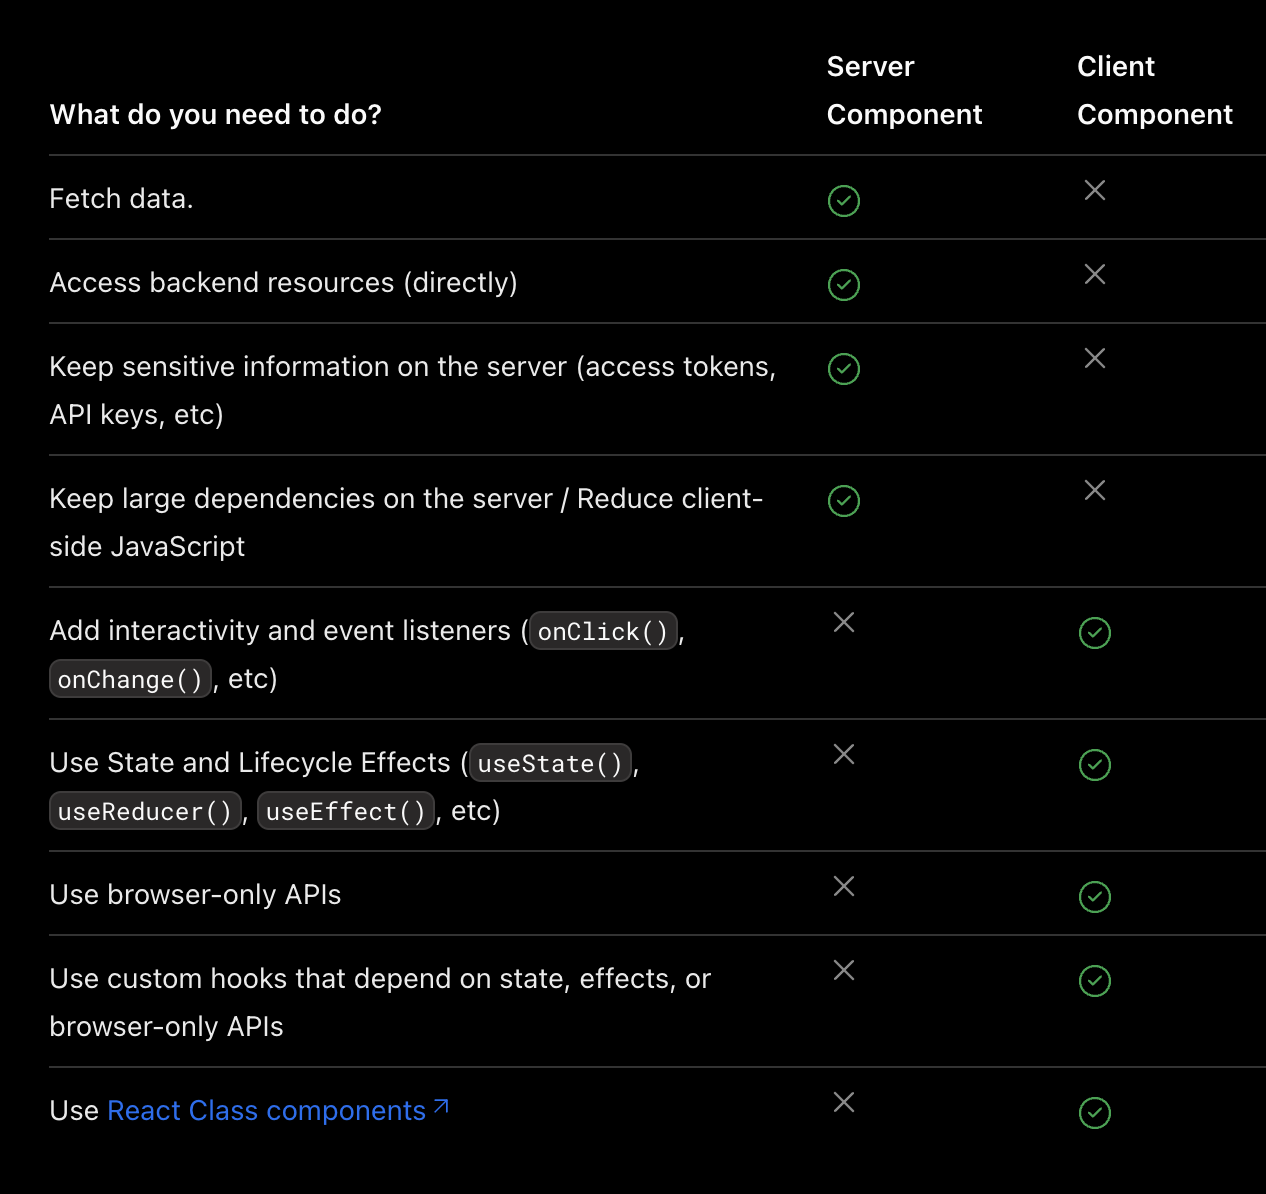 Server
Component
Client
Component
What do you need to do?
Fetch data.
Access backend resources (directly)
Keep sensitive information on the server (access tokens,
API keys, etc)
Keep large dependencies on the server / Reduce client-
side JavaScript
Add interactivity and event listeners (onClick(),
onChange(), etc)
Use State and Lifecycle Effects (useState(),
useReducer(), useEffect(), etc)
Use browser-only APIs
Use custom hooks that depend on state, effects, or
browser-only APIs
Use React Class components